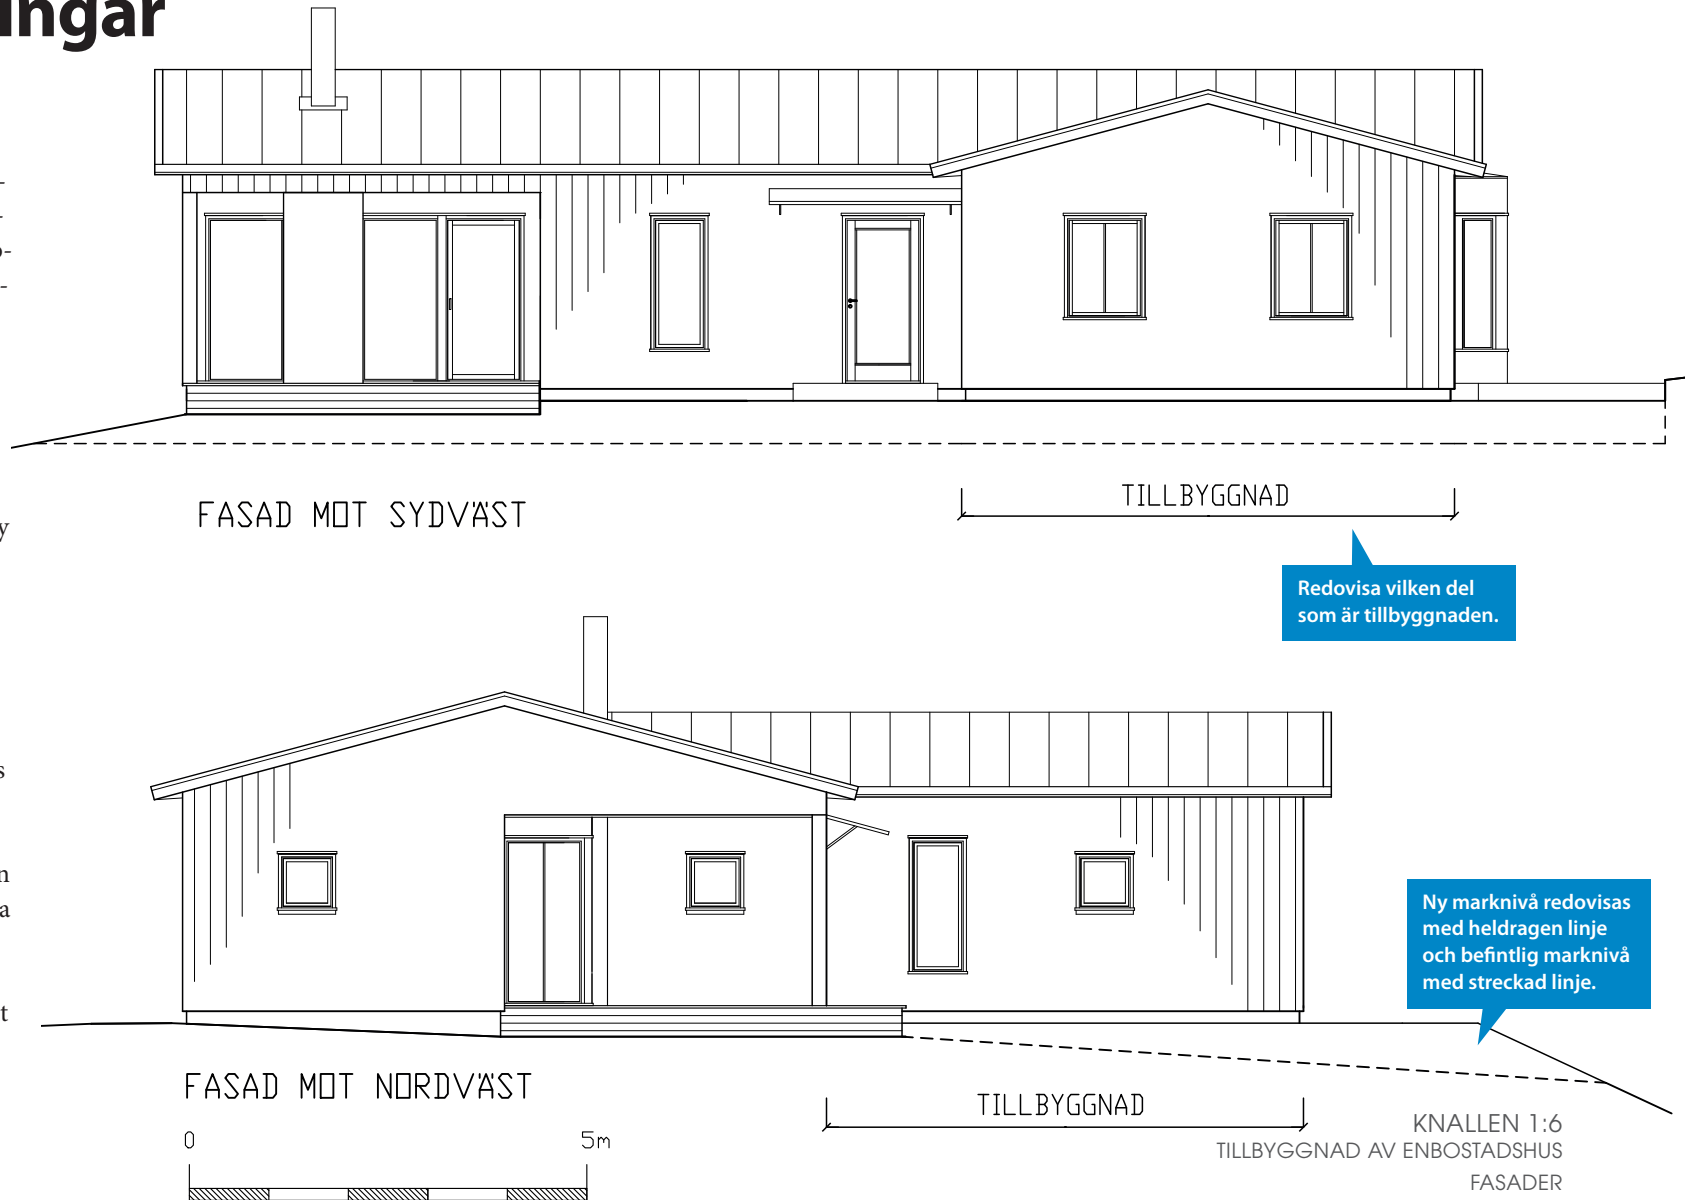 ingar
FASAD MOT SYDVÄST
TILLBYGGNAD
Redovisa vilken del
som är tillbyggnaden.
Ny marknivå redovisas
med heldragen linje
och befintlig marknivå
med streckad linje.
FASAD MOT NORDVÄST
TILLBYGGNAD
0 5m
KNALLEN 1:6
TILLBYGGNAD AV ENBOSTADSHUS
FASADER